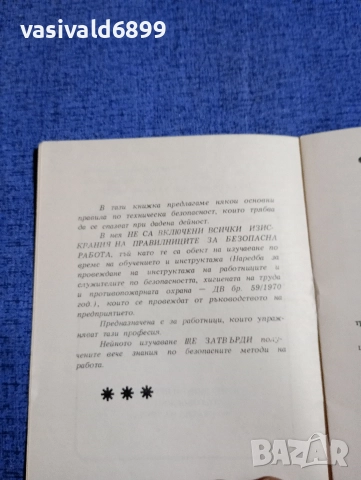 vasivald6899
В тази книжка предлагаме някои основни
правила по техническа безопасност, които трябва
да се спазват при дадена дейност.
В нея НЕ СА ВКЛЮЧЕНИ ВСИЧКИ ИЗИС-
КВАНИЯ НА ПРАВИЛНИЦИТЕ ЗА БЕЗОПАСНА
РАБОТА, тъй като те са обект на изучаване по
време на обучението и инструктажа (Наредба за
провеждане на инструктажа на работниците и
служителите по безопасността, хигиената на труда
и противопожарната охрана — ДВ бр. 59/1970
год.), които се провеждат от ръководството на
предприятието.
Предназначена е за работници, които упраж-
няват тази професия.
Нейното изучаване ЩЕ ЗАТВЪРДИ полу-
чените вече знания по безопасните методи на
работа.
* * *
BAZAR
bg